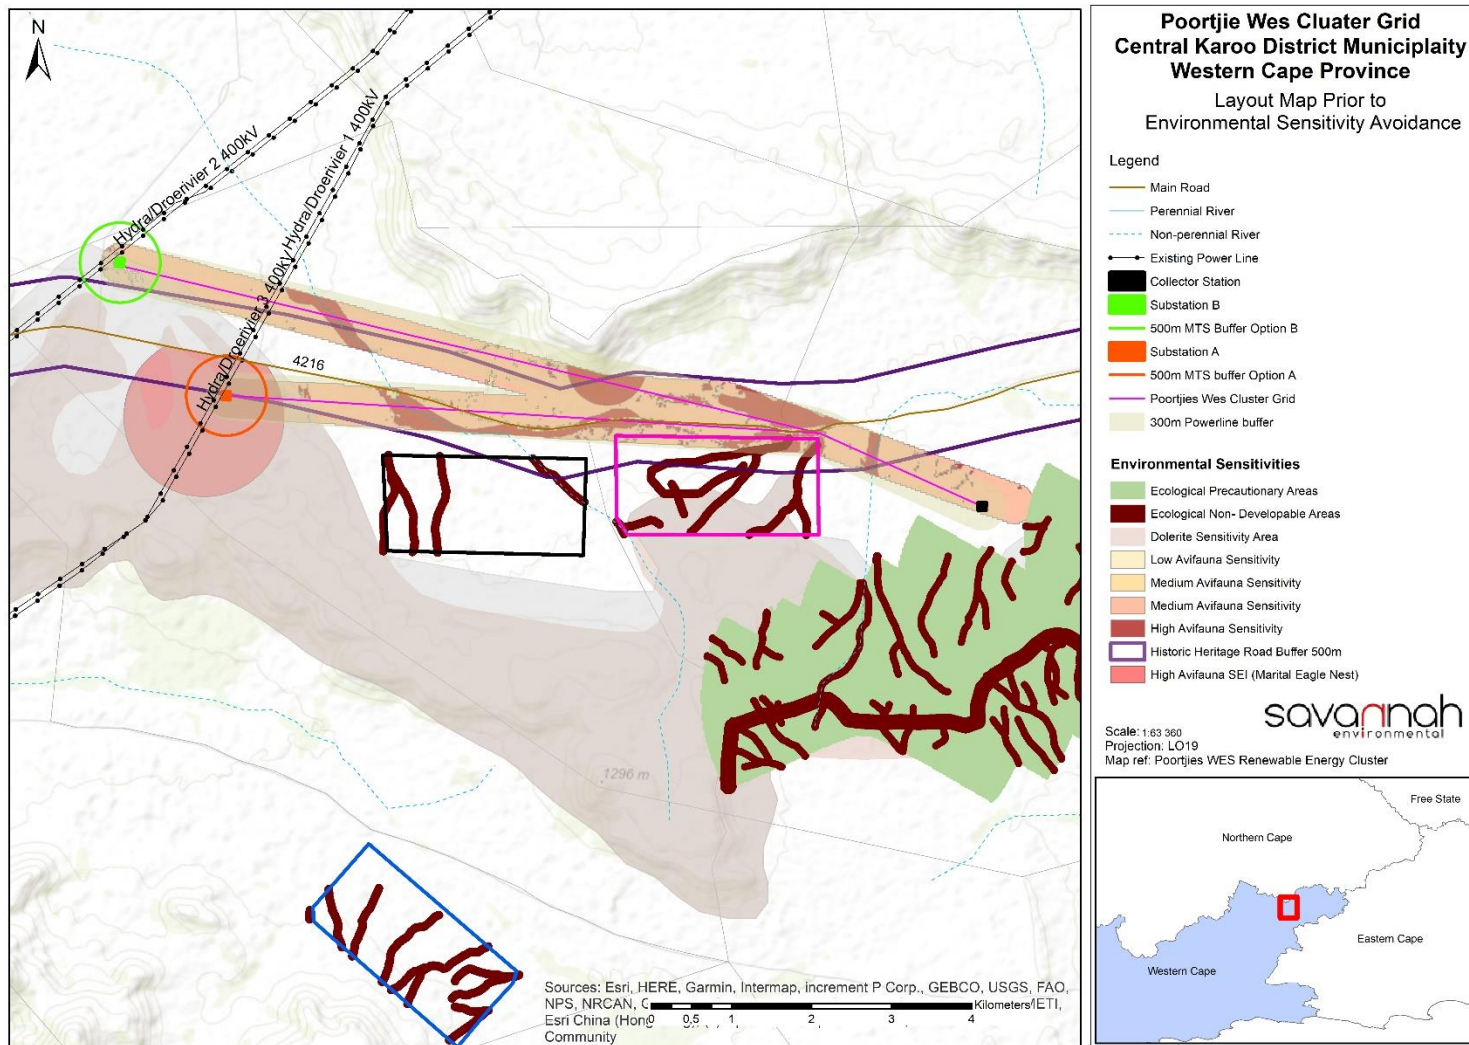 Poortjie Wes Cluater Grid
Central Karoo District Municiplaity
Western Cape Province
Layout Map Prior to
Environmental Sensitivity Avoidance
Legend
Main Road
Perennial River
Non-perennial River
Existing Power Line
Collector Station
Substation B
500m MTS Buffer Option B
Substation A
500m MTS buffer Option A
Poortjies Wes Cluster Grid
300m Powerline buffer
Environmental Sensitivities
Ecological Precautionary Areas
Ecological Non- Developable Areas
Dolerite Sensitivity Area
Low Avifauna Sensitivity
Medium Avifauna Sensitivity
Medium Avifauna Sensitivity
High Avifauna Sensitivity
Historic Heritage Road Buffer 500m
High Avifauna SEI (Marital Eagle Nest)
savannah
environmental
Scale: 1:63 360
Projection: LO19
Map ref: Poortjies WES Renewable Energy Cluster
Free State
Northern Cape
Eastern Cape
Western Cape
N
Hydra/Droerivier 2 400kV
Hydra/Droerivier 1 400kV
Hydra/Droerivier 3 400kV
4216
1296 m
Sources: Esri, HERE, Garmin, Intermap, increment P Corp., GEBCO, USGS, FAO,
NPS, NRCAN,
Esri China (Hong
Community
Kilometers
0 0,5 1 2 3 4